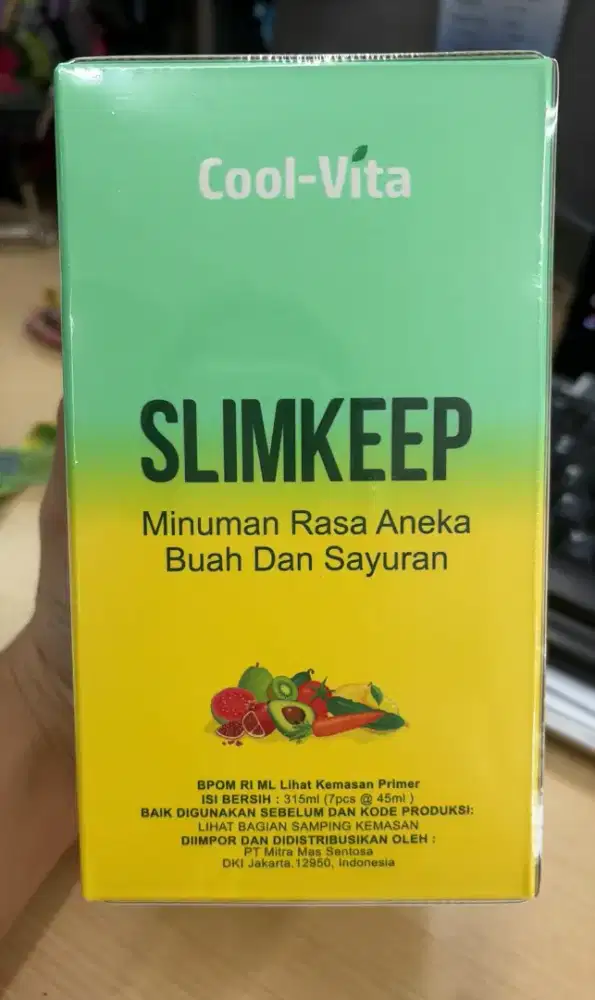 Cool-Vita
SLIMKEEP
Minuman Rasa Aneka
Buah Dan Sayuran
BPOM RI ML Lihat Kemasan Primer
ISI BERSIH : 315ml (7pcs @ 45ml )
BAIK DIGUNAKAN SEBELUM DAN KODE PRODUKSI:
LIHAT BAGIAN SAMPING KEMASAN
DIIMPOR DAN DIDISTRIBUSIKAN OLEH :
PT Mitra Mas Sentosa
DKI Jakarta.12950, Indonesia